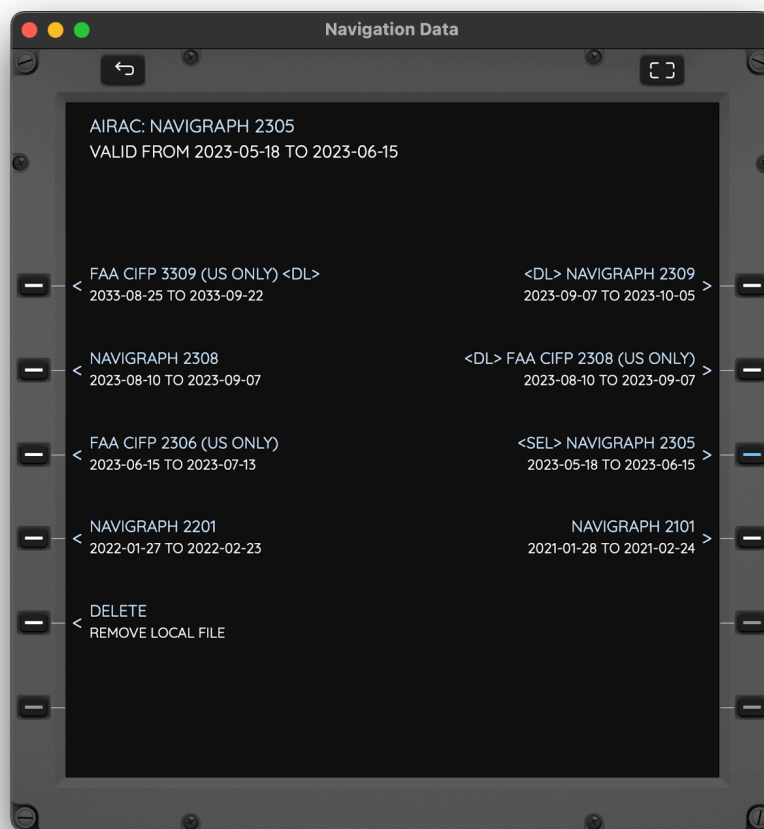 Navigation Data
AIRAC: NAVIGRAPH 2305
VALID FROM 2023-05-18 TO 2023-06-15
< FAA CIFP 3309 (US ONLY) <DL>
2033-08-25 TO 2033-09-22
<DL> NAVIGRAPH 2309 >
2023-09-07 TO 2023-10-05
< NAVIGRAPH 2308
2023-08-10 TO 2023-09-07
<DL> FAA CIFP 2308 (US ONLY) >
2023-08-10 TO 2023-09-07
< FAA CIFP 2306 (US ONLY)
2023-06-15 TO 2023-07-13
<SEL> NAVIGRAPH 2305 >
2023-05-18 TO 2023-06-15
< NAVIGRAPH 2201
2022-01-27 TO 2022-02-23
NAVIGRAPH 2101 >
2021-01-28 TO 2021-02-24
< DELETE
REMOVE LOCAL FILE